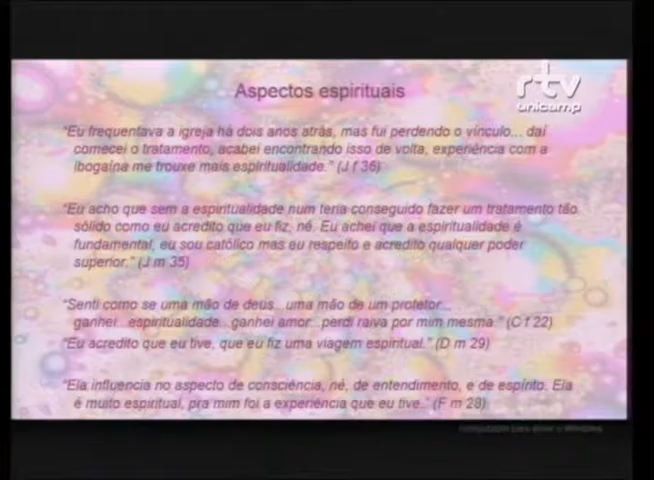 rtv
unicamp
Aspectos espirituais
"Eu frequentava a igreja há dois anos atrás, mas fui perdendo o vínculo... daí
comecei o tratamento, acabei encontrando isso de volta, experiência com a
ibogaína me trouxe mais espiritualidade." (J f 36)
"Eu acho que sem a espiritualidade num teria conseguido fazer um tratamento tão
sólido como eu acredito que eu fiz, né. Eu achei que a espiritualidade é
fundamental, eu sou católico mas eu respeito e acredito qualquer poder
superior." (J m 35)
"Senti como se uma mão de deus...uma mão de um protetor...
ganhei...espiritualidade...ganhei amor...perdi raiva por mim mesma." (C f 22)
"Eu acredito que eu tive, que eu fiz uma viagem espiritual." (D m 29)
"Ela influencia no aspecto de consciência, né, de entendimento, e de espírito. Ela
é muito espiritual, pra mim foi a experiência que eu tive." (F m 28)